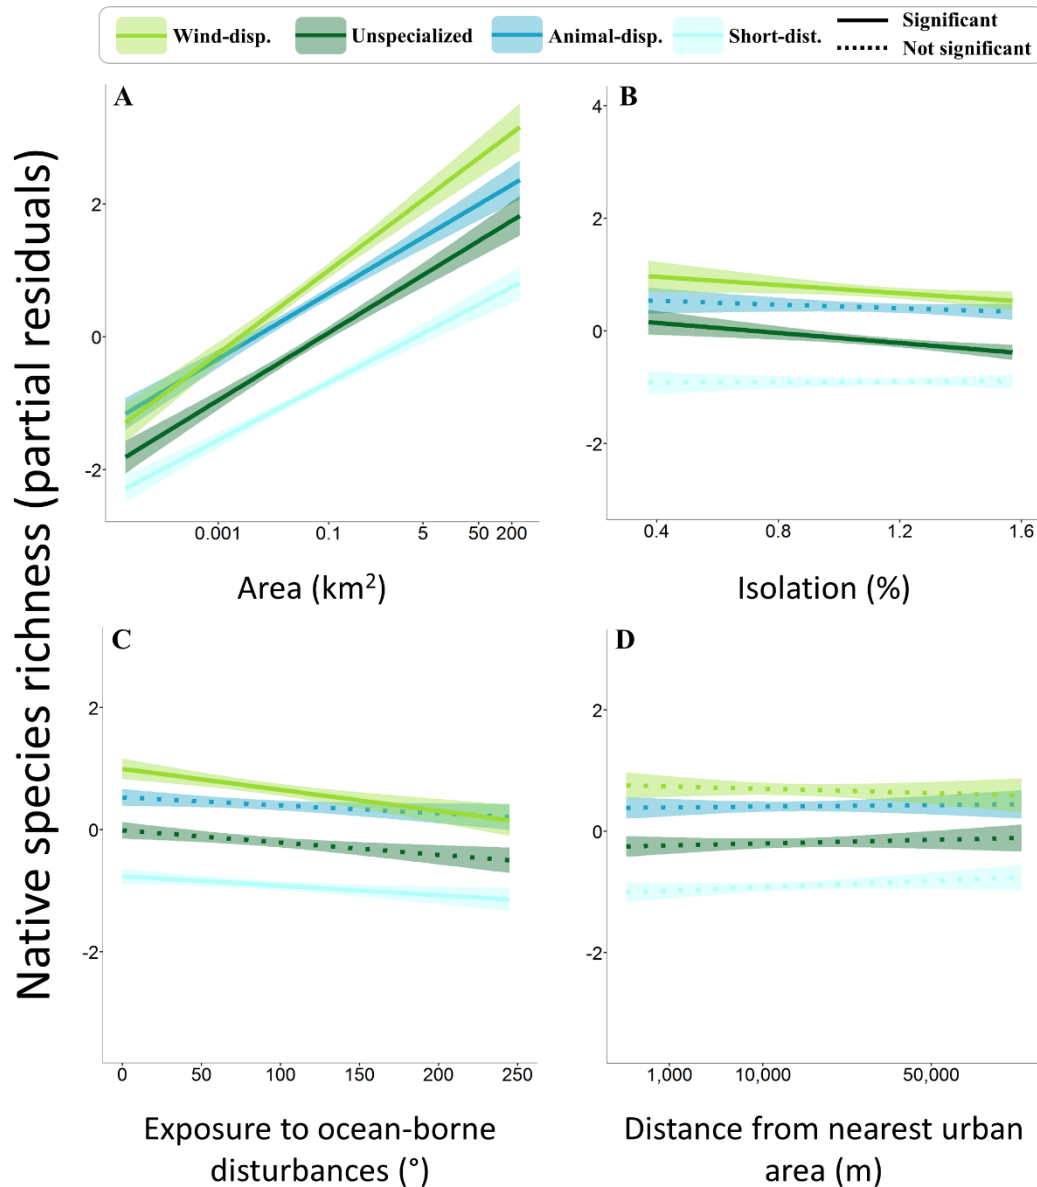 Wind-disp. Unspecialized Animal-disp. Short-dist. Significant
Not significant
Native species richness (partial residuals)
A
2
0
-2
0.001 0.1 5 50 200
Area (km²)
B
4
2
0
-2
0.4 0.8 1.2 1.6
Isolation (%)
C
2
0
-2
0 50 100 150 200 250
Exposure to ocean-borne
disturbances (°)
D
2
0
-2
1,000 10,000 50,000
Distance from nearest urban
area (m)